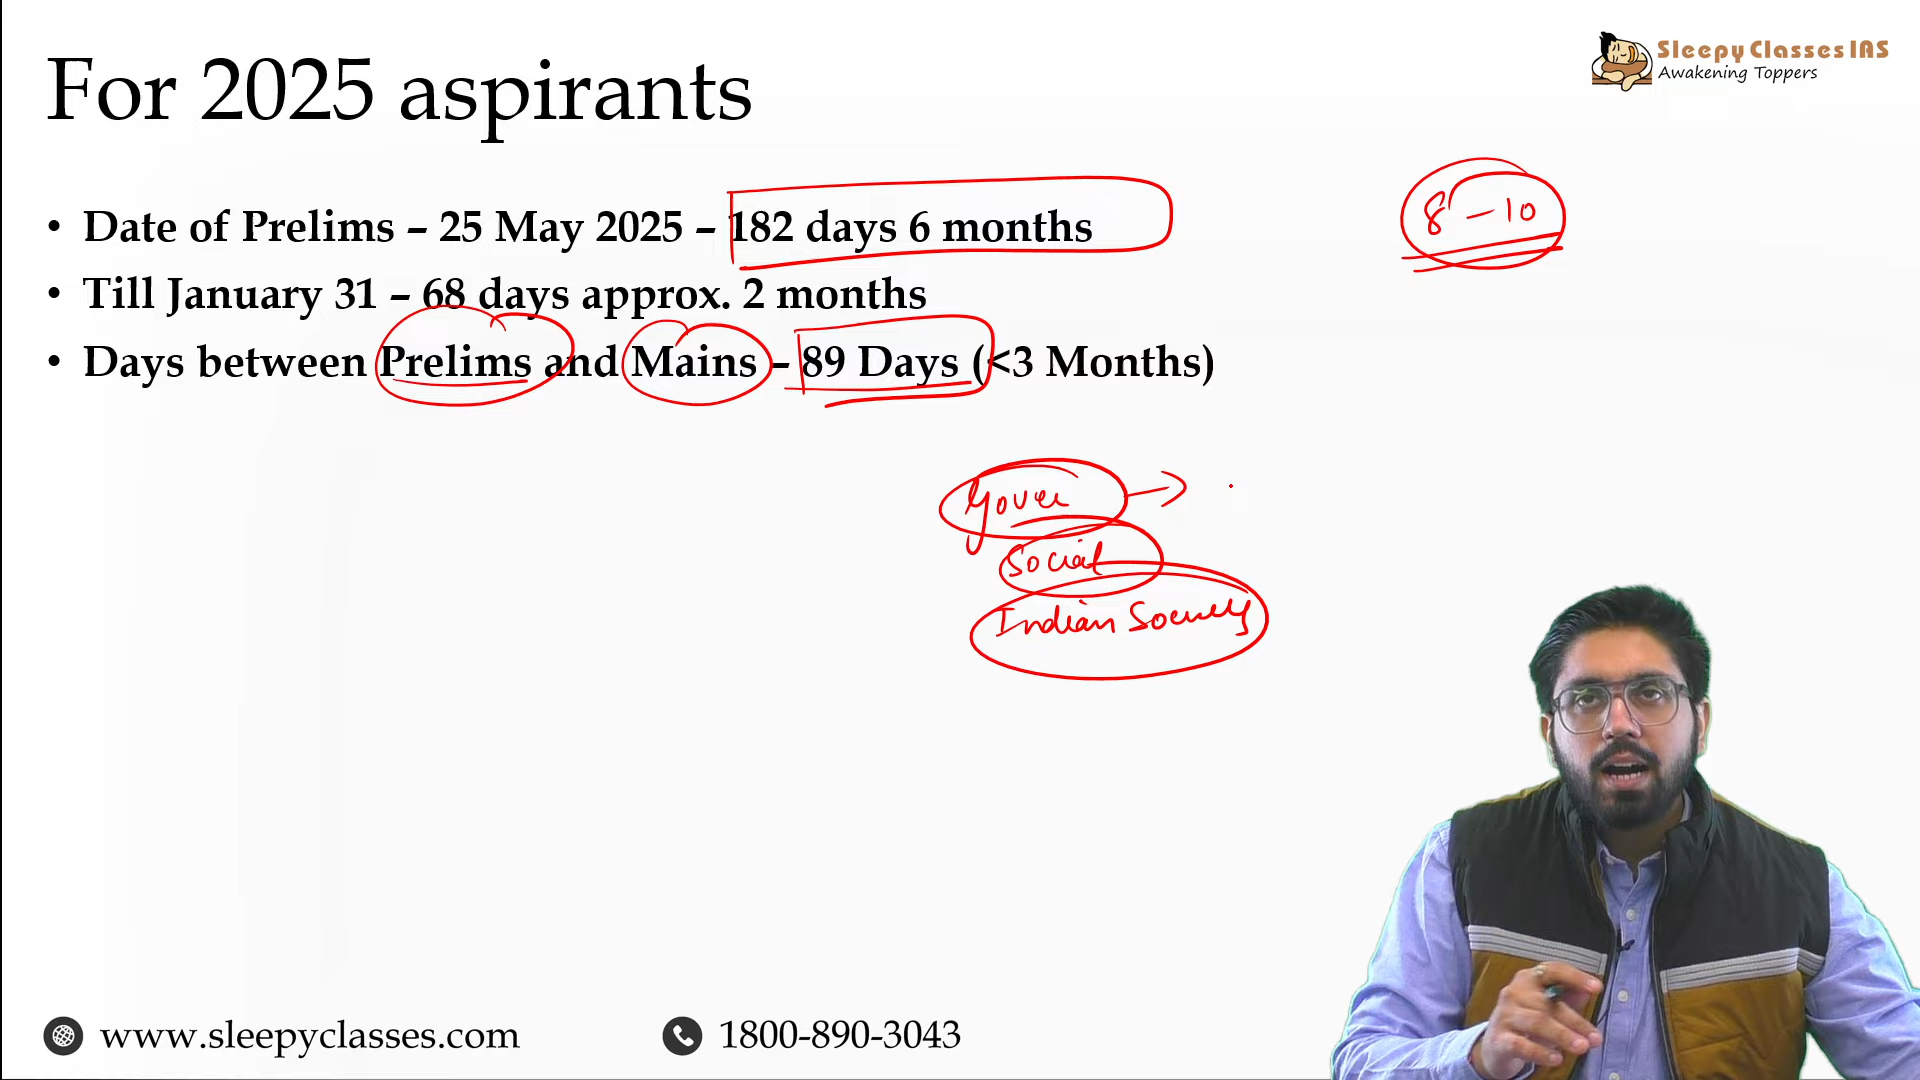 For 2025 aspirants
Sleepy Classes IAS
Awakening Toppers
• Date of Prelims – 25 May 2025 – 182 days 6 months
8 – 10
• Till January 31 – 68 days approx. 2 months
• Days between Prelims and Mains – 89 Days (<3 Months)
Gover →
Social
Indian Society
www.sleepyclasses.com
1800-890-3043